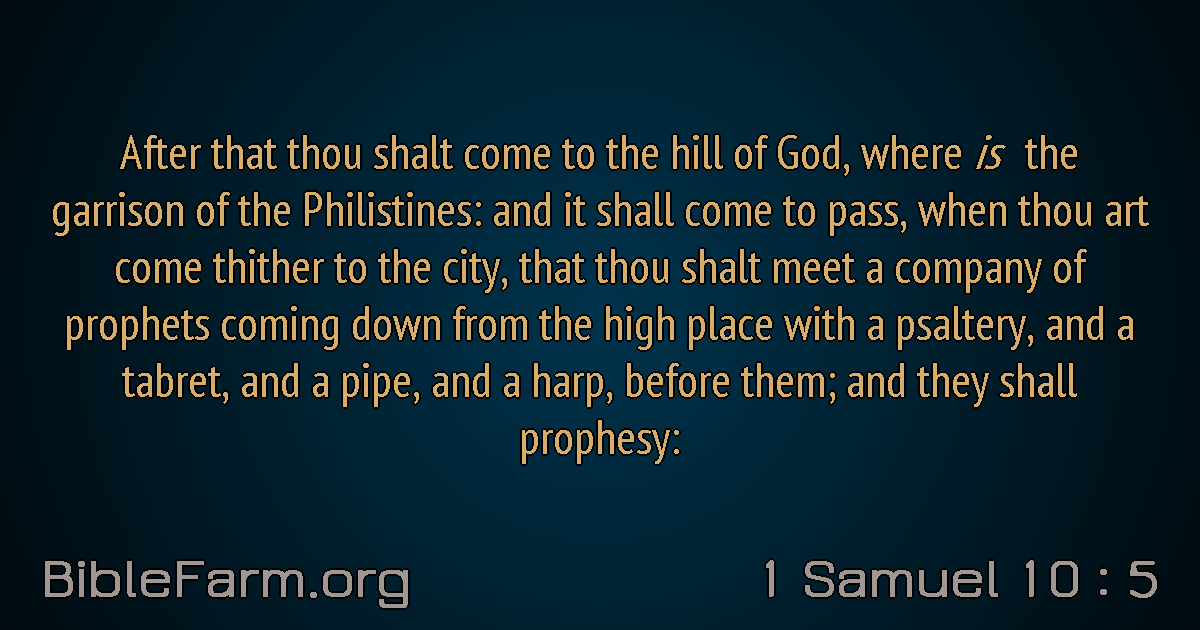 After that thou shalt come to the hill of God, where is the
garrison of the Philistines: and it shall come to pass, when thou art
come thither to the city, that thou shalt meet a company of
prophets coming down from the high place with a psaltery, and a
tabret, and a pipe, and a harp, before them; and they shall
prophesy:
BibleFarm.org
1 Samuel 10 : 5